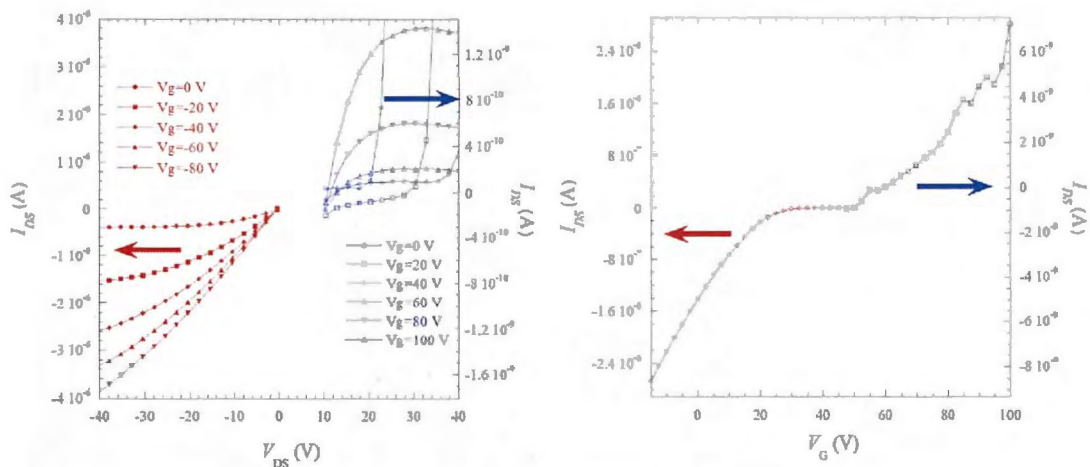 4 10⁻⁶
3 10⁻⁶
2 10⁻⁶
1 10⁻⁶
0
-1 10⁻⁶
-2 10⁻⁶
-3 10⁻⁶
-4 10⁻⁶
I_DS (A)
Vg=0 V
Vg=-20 V
Vg=-40 V
Vg=-60 V
Vg=-80 V
1.2 10⁻⁹
8 10⁻¹⁰
4 10⁻¹⁰
0
-4 10⁻¹⁰
-8 10⁻¹⁰
-1.2 10⁻⁹
-1.6 10⁻⁹
I_DS (A)
Vg=0 V
Vg=20 V
Vg=40 V
Vg=60 V
Vg=80 V
Vg=100 V
-40 -30 -20 -10 0 10 20 30 40
V_DS (V)
2.4 10⁻⁶
1.6 10⁻⁶
8 10⁻⁷
0
-8 10⁻⁷
-1.6 10⁻⁶
-2.4 10⁻⁶
I_DS (A)
6 10⁻⁹
4 10⁻⁹
2 10⁻⁹
0
-2 10⁻⁹
-4 10⁻⁹
-6 10⁻⁹
-8 10⁻⁹
I_DS (A)
0 20 40 60 80 100
V_G (V)